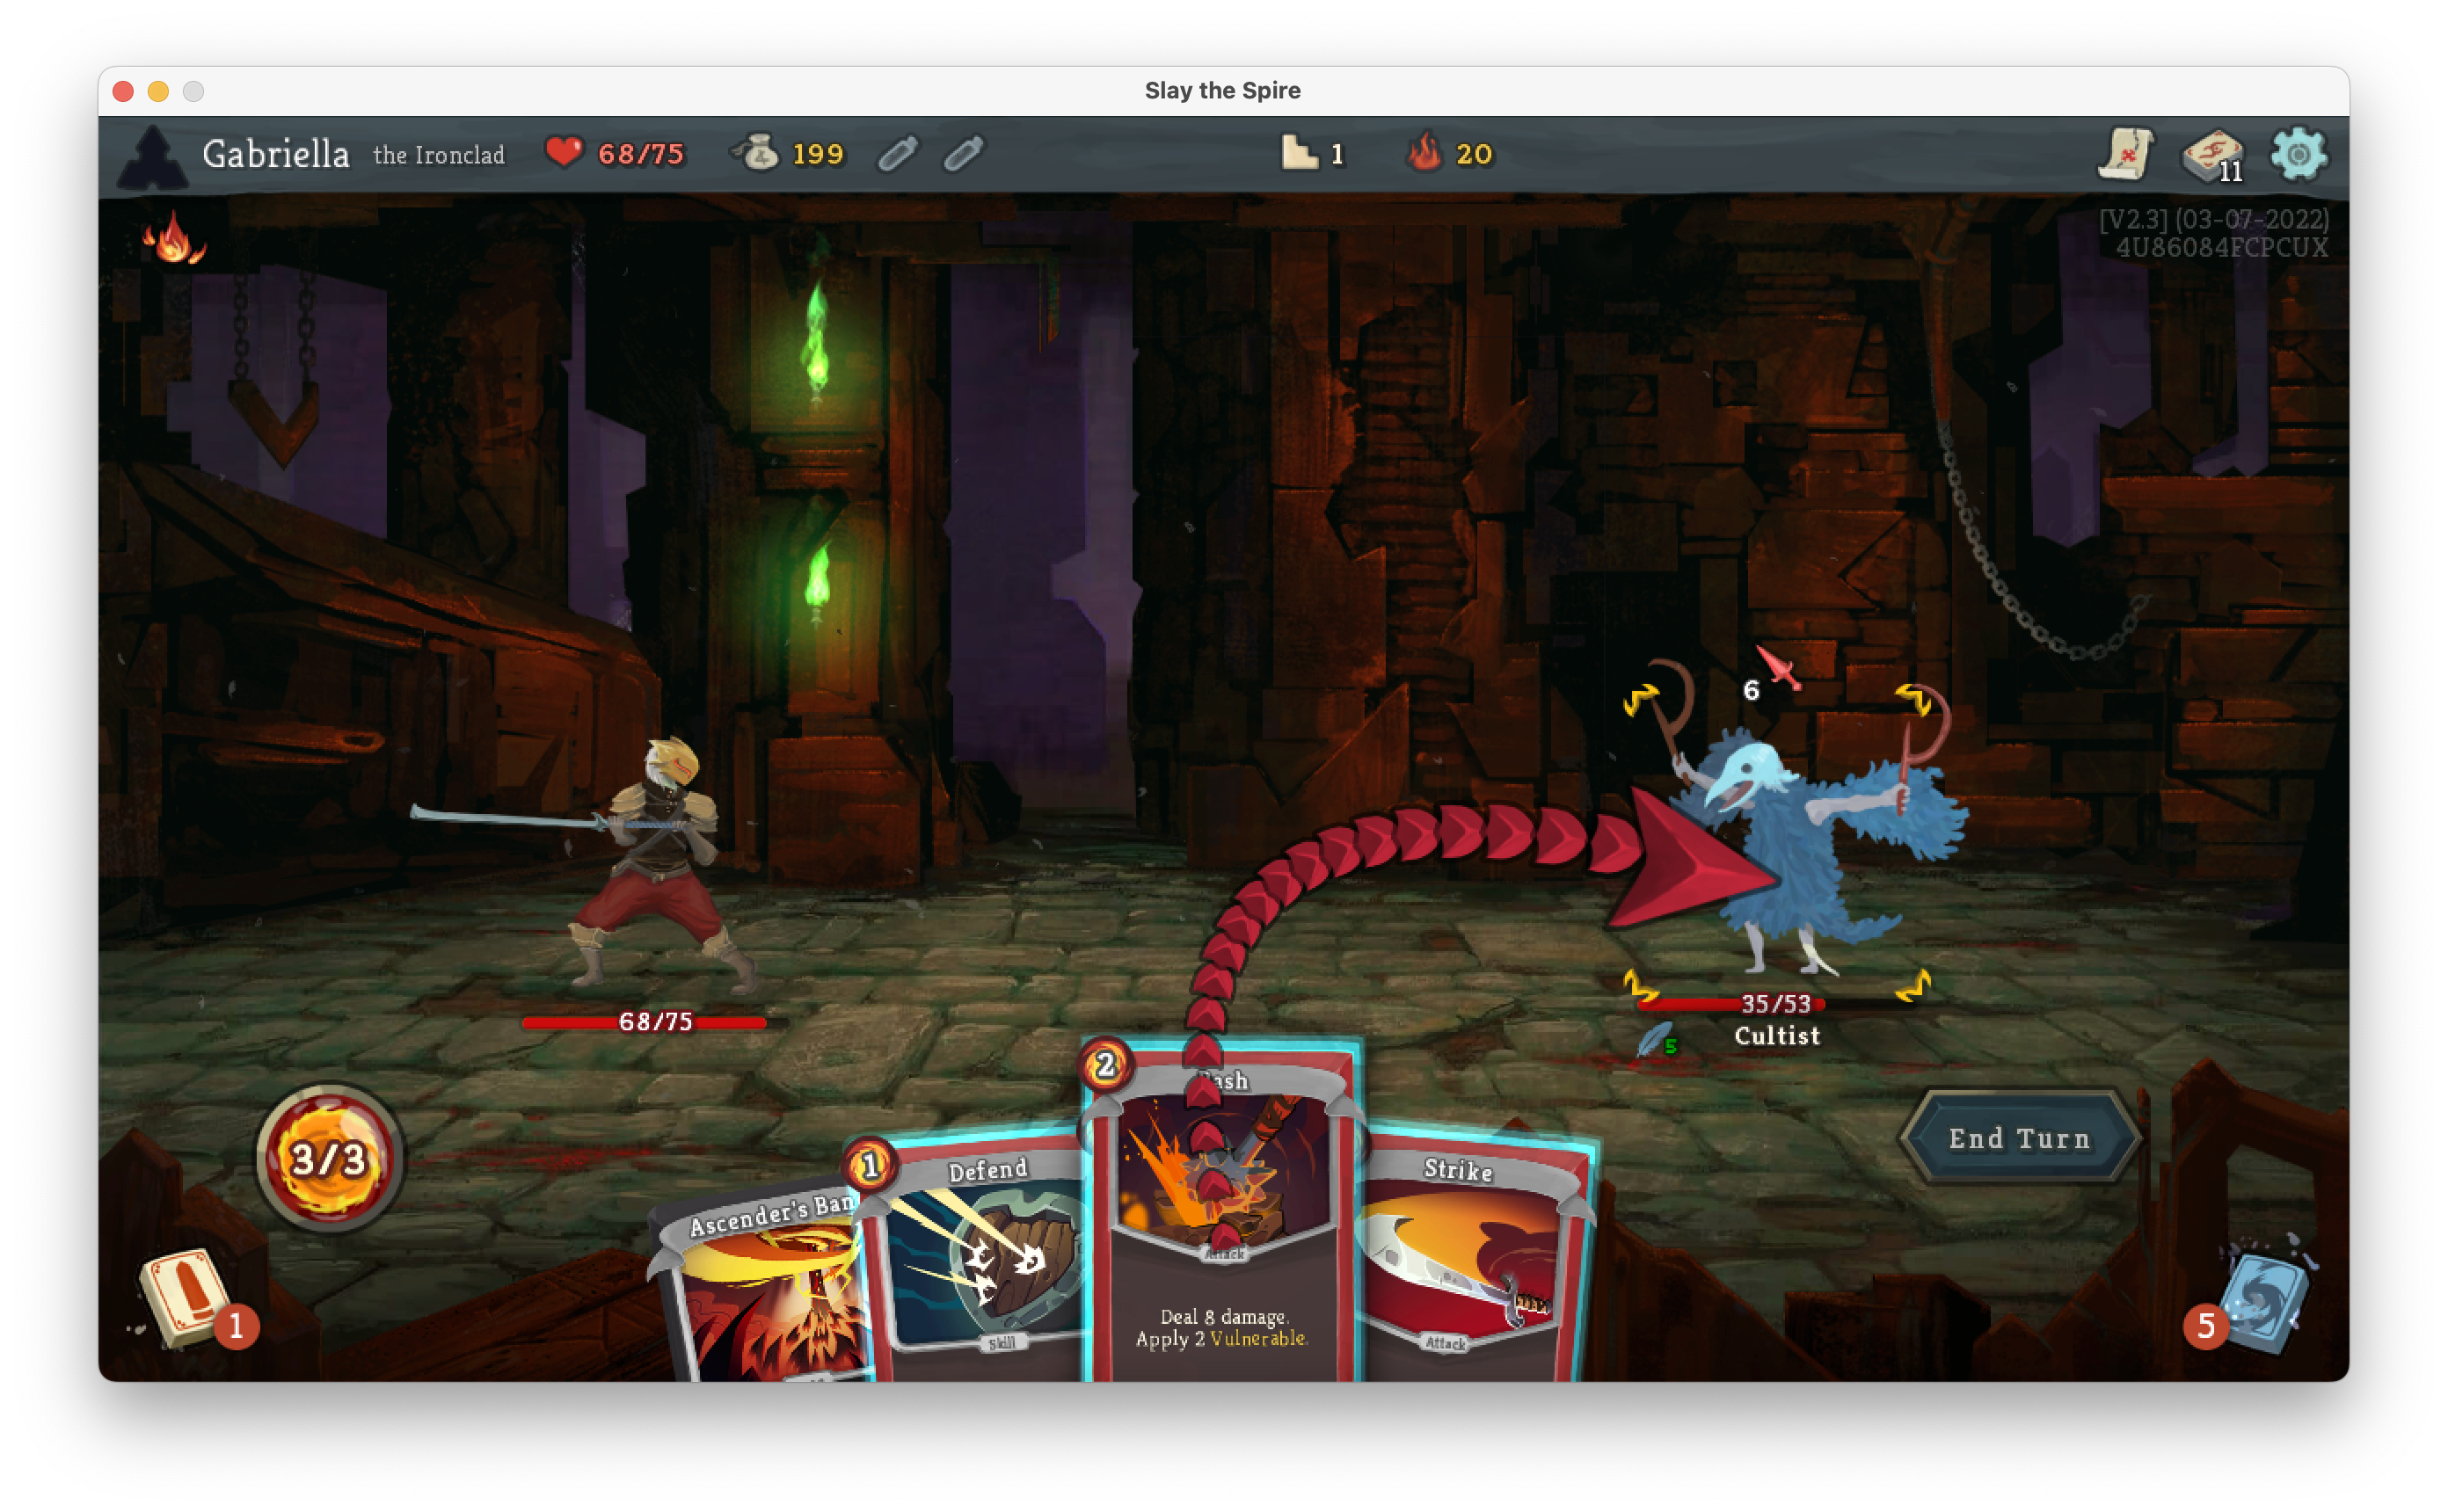 Slay the Spire
Gabriella the Ironclad 68/75 4 199 1 20 11
[V2.3] (03-07-2022)
4U86084FCPCUX
6
68/75
35/53
5
Cultist
3/3
2
1 Defend
Strike
Ascender's Ban
Attack
Skill
Attack
Deal 8 damage.
Apply 2 Vulnerable.
End Turn
1
5